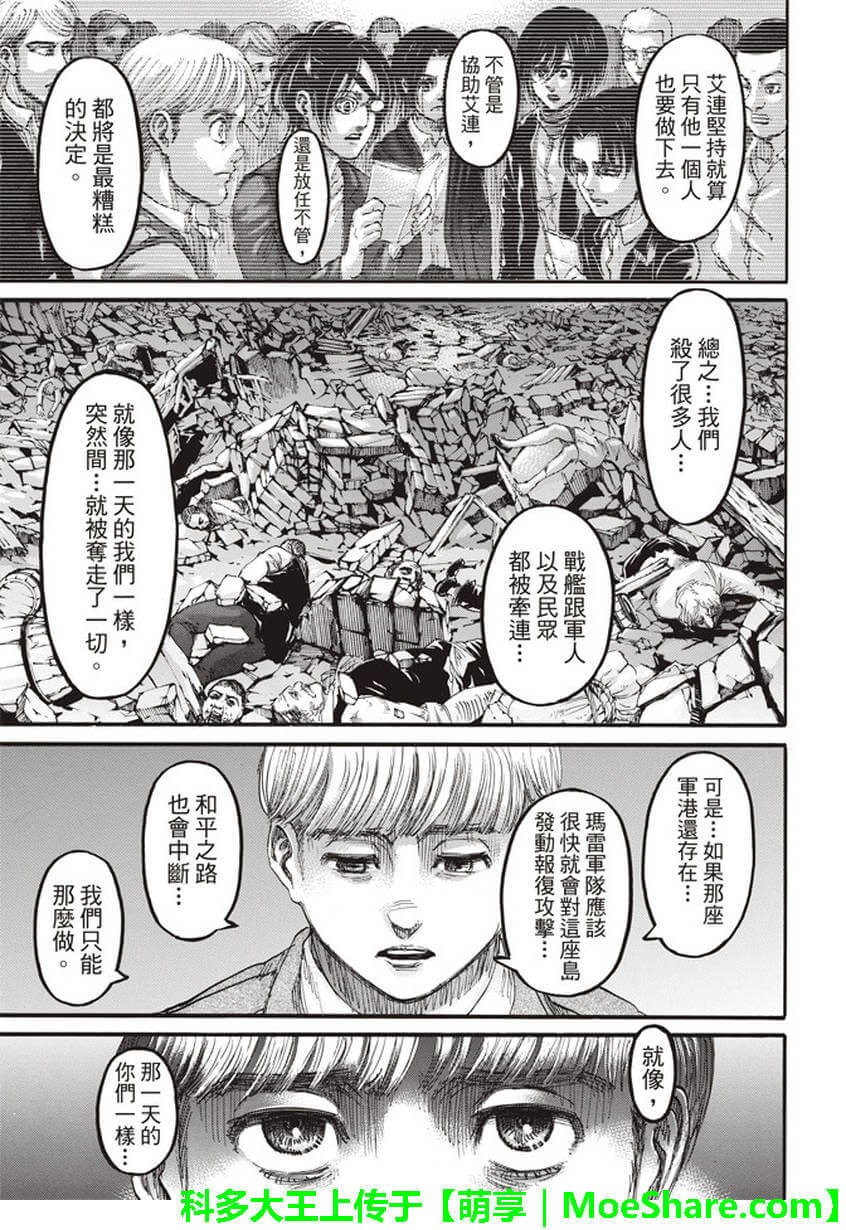 艾連堅持就算
只有他一個人
也要做下去。
不管是
協助艾連，
還是放任不管，
都將是最糟糕
的決定。
總之…我們
殺了很多人…
戰艦跟軍人
以及民眾
都被牽連…
就像那一天的我們一樣，
突然間…就被奪走了一切。
可是…如果那座
軍港還存在…
瑪雷軍隊應該
很快就會對這座島
發動報復攻擊…
和平之路
也會中斷…
我們只能
那麼做。
就像，
那一天的
你們一樣…
科多大王上传于【萌享｜MoeShare.com】